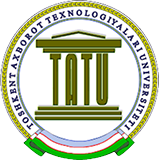 TOSHKENT AXBOROT TEXNOLOGIYALARI UNIVERSITETI
TATU